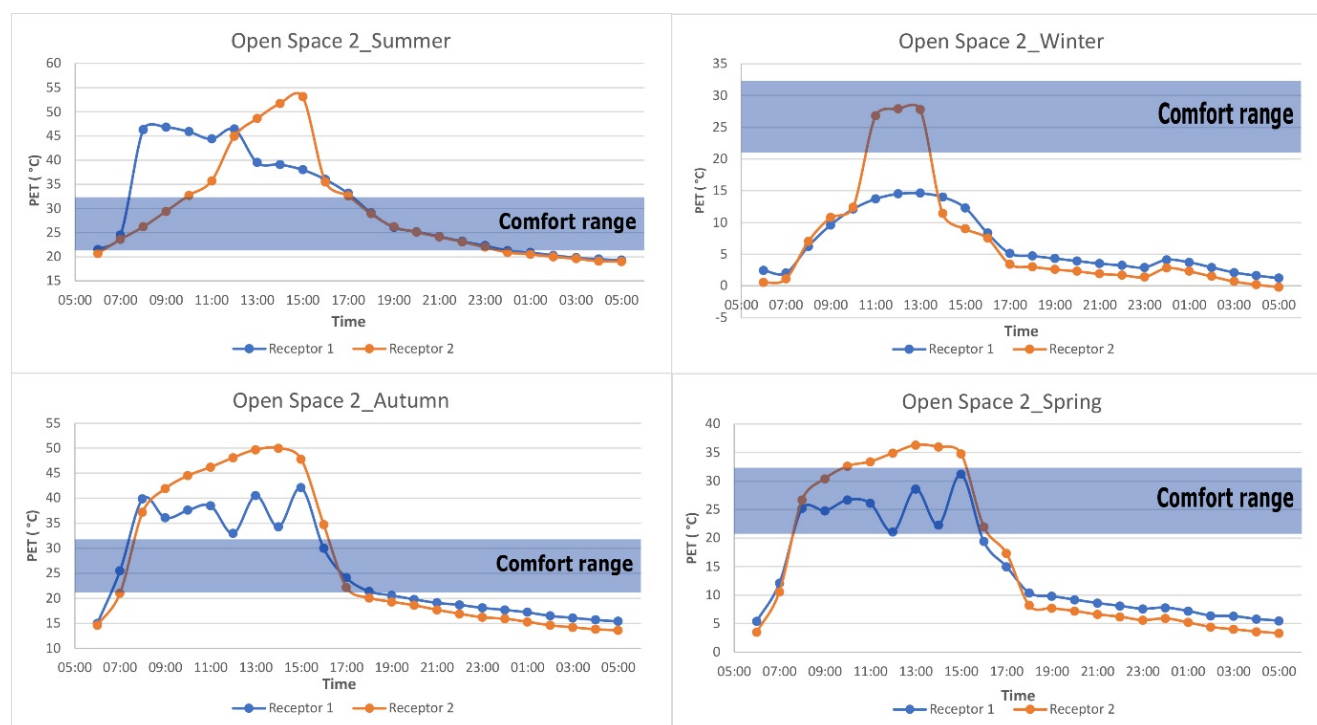 Open Space 2_Summer
60
55
50
45
40
35
30
25
20
15
PET ( °C)
Comfort range
05:00 07:00 09:00 11:00 13:00 15:00 17:00 19:00 21:00 23:00 01:00 03:00 05:00
Time
Receptor 1 Receptor 2
Open Space 2_Winter
35
30
25
20
15
10
5
0
-5
PET ( °C)
Comfort range
05:00 07:00 09:00 11:00 13:00 15:00 17:00 19:00 21:00 23:00 01:00 03:00 05:00
Time
Receptor 1 Receptor 2
Open Space 2_Autumn
55
50
45
40
35
30
25
20
15
10
PET ( °C)
Comfort range
05:00 07:00 09:00 11:00 13:00 15:00 17:00 19:00 21:00 23:00 01:00 03:00 05:00
Time
Receptor 1 Receptor 2
Open Space 2_Spring
40
35
30
25
20
15
10
5
0
PET ( °C)
Comfort range
05:00 07:00 09:00 11:00 13:00 15:00 17:00 19:00 21:00 23:00 01:00 03:00 05:00
Time
Receptor 1 Receptor 2